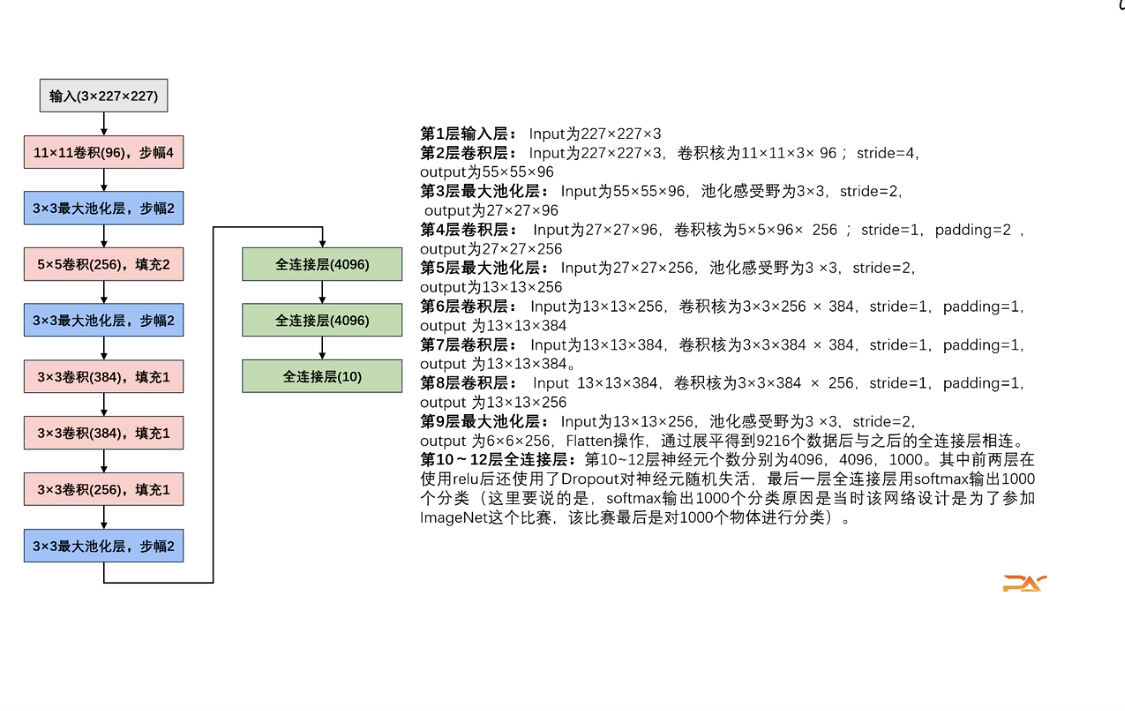 输入(3×227×227)
11×11卷积(96)，步幅4
3×3最大池化层，步幅2
5×5卷积(256)，填充2
3×3最大池化层，步幅2
3×3卷积(384)，填充1
3×3卷积(384)，填充1
3×3卷积(256)，填充1
3×3最大池化层，步幅2
全连接层(4096)
全连接层(4096)
全连接层(10)
第1层输入层： Input为227×227×3
第2层卷积层： Input为227×227×3，卷积核为11×11×3× 96 ；stride=4，
output为55×55×96
第3层最大池化层： Input为55×55×96，池化感受野为3×3，stride=2，
output为27×27×96
第4层卷积层： Input为27×27×96，卷积核为5×5×96× 256 ；stride=1，padding=2 ，
output为27×27×256
第5层最大池化层： Input为27×27×256，池化感受野为3 ×3，stride=2，
output为13×13×256
第6层卷积层： Input为13×13×256，卷积核为3×3×256 × 384，stride=1，padding=1，
output 为13×13×384
第7层卷积层： Input为13×13×384，卷积核为3×3×384 × 384，stride=1，padding=1，
output 为13×13×384。
第8层卷积层： Input 13×13×384，卷积核为3×3×384 × 256，stride=1，padding=1，
output 为13×13×256
第9层最大池化层： Input为13×13×256，池化感受野为3 ×3，stride=2，
output 为6×6×256，Flatten操作，通过展平得到9216个数据后与之后的全连接层相连。
第10～12层全连接层：第10~12层神经元个数分别为4096，4096，1000。其中前两层在
使用relu后还使用了Dropout对神经元随机失活，最后一层全连接层用softmax输出1000
个分类（这里要说的是，softmax输出1000个分类原因是当时该网络设计是为了参加
ImageNet这个比赛，该比赛最后是对1000个物体进行分类）。